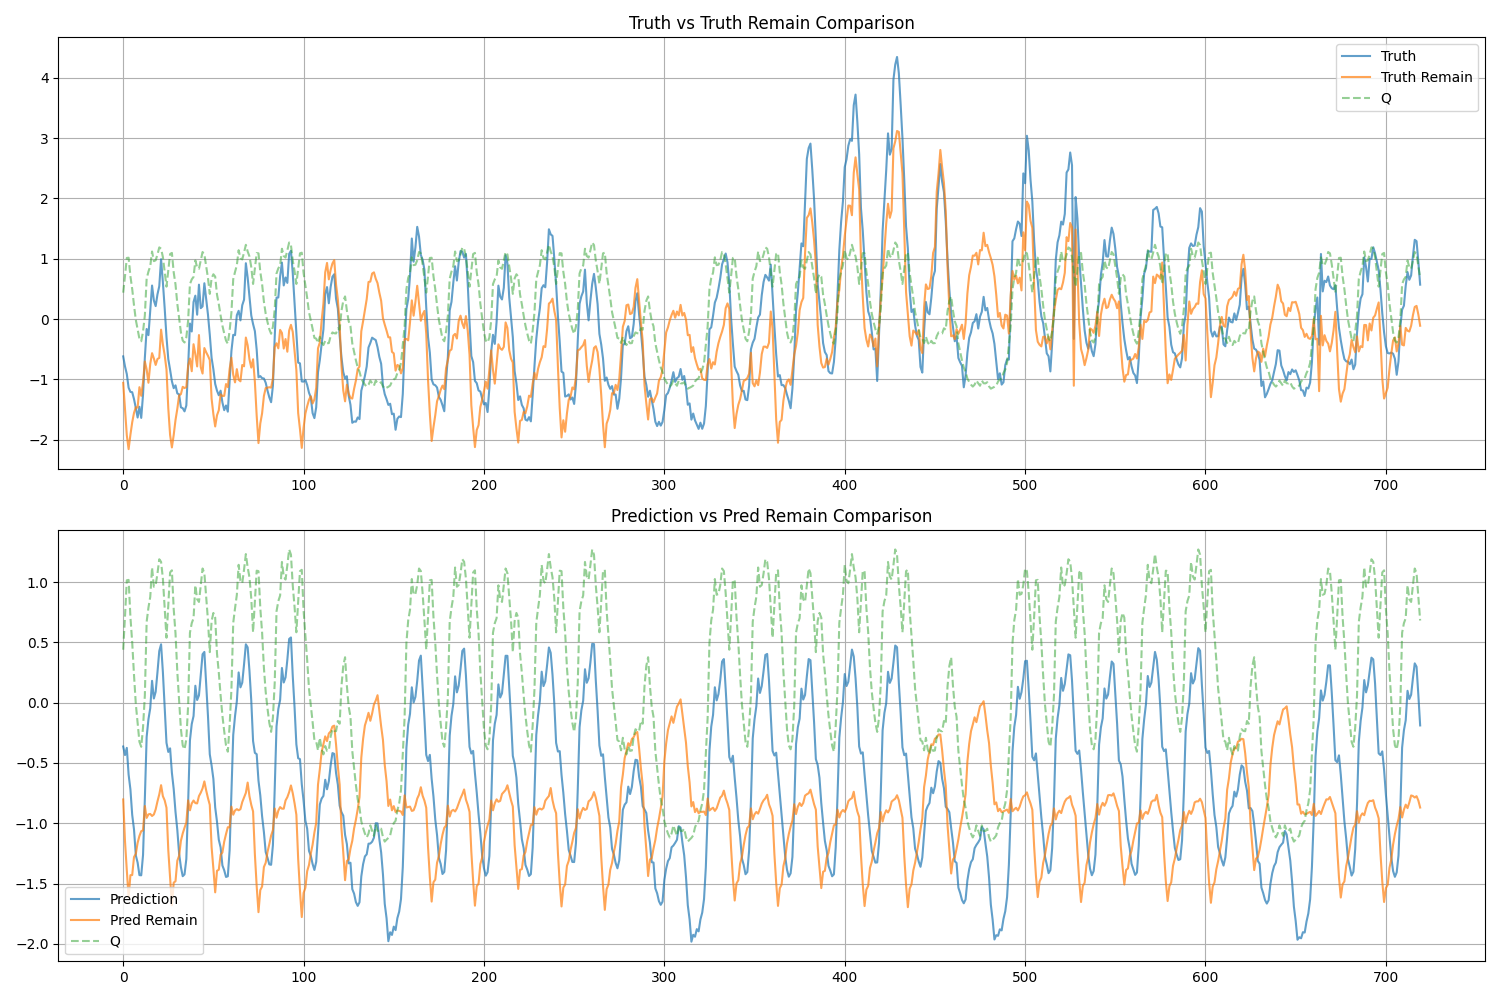 Truth vs Truth Remain Comparison
4
3
2
1
0
−1
−2
Truth
Truth Remain
Q
0 100 200 300 400 500 600 700
Prediction vs Pred Remain Comparison
1.0
0.5
0.0
−0.5
−1.0
−1.5
−2.0
Prediction
Pred Remain
Q
0 100 200 300 400 500 600 700